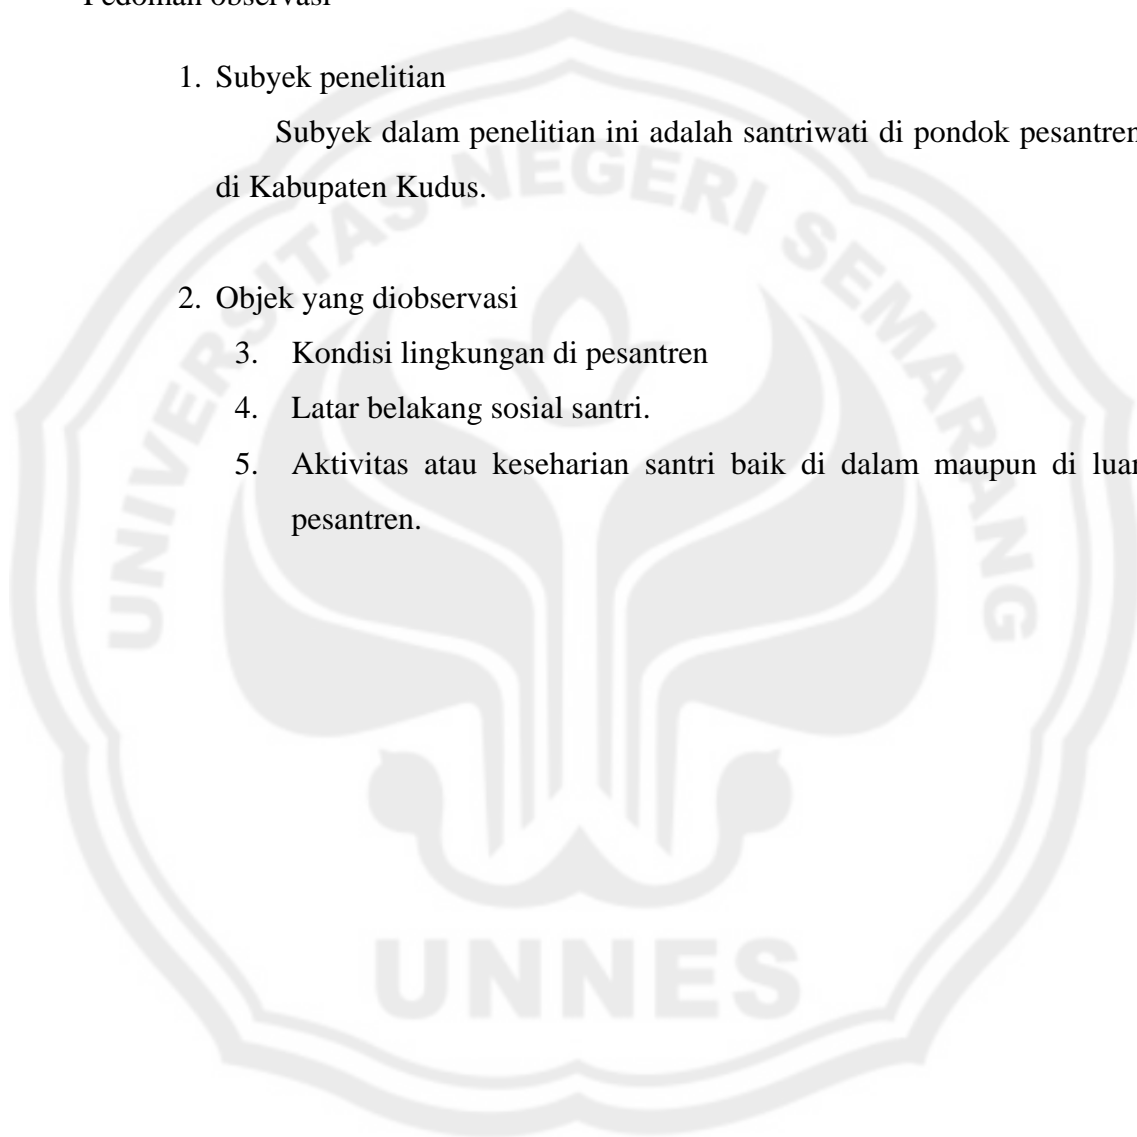 Pedoman observasi
1. Subyek penelitian
Subyek dalam penelitian ini adalah santriwati di pondok pesantren
di Kabupaten Kudus.
2. Objek yang diobservasi
3. Kondisi lingkungan di pesantren
4. Latar belakang sosial santri.
5. Aktivitas atau keseharian santri baik di dalam maupun di luar
pesantren.
UNIVERSITAS NEGERI SEMARANG
UNNES